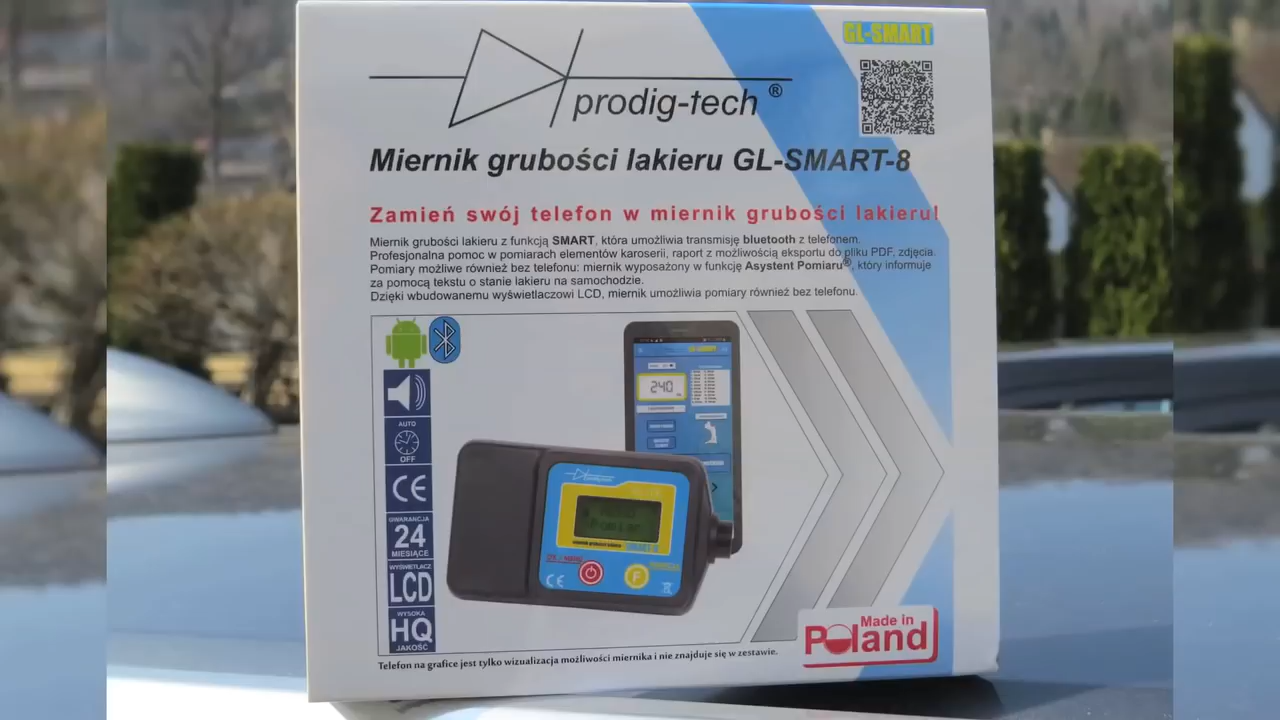 GL-SMART
prodig-tech ®
Miernik grubości lakieru GL-SMART-8
Zamień swój telefon w miernik grubości lakieru!
Miernik grubości lakieru z funkcją SMART, która umożliwia transmisję bluetooth z telefonem.
Profesjonalna pomoc w pomiarach elementów karoserii, raport z możliwością eksportu do pliku PDF, zdjęcia.
Pomiary możliwe również bez telefonu: miernik wyposażony w funkcję Asystent Pomiaru®, który informuje
za pomocą tekstu o stanie lakieru na samochodzie.
Dzięki wbudowanemu wyświetlaczowi LCD, miernik umożliwia pomiary również bez telefonu.
AUTO
OFF
CE
GWARANCJA
24
MIESIĄCE
WYŚWIETLACZ
LCD
WYSOKA
HQ
JAKOŚĆ
GL-SMART
240
F
CE
Made in
Poland
Telefon na grafice jest tylko wizualizacją możliwości miernika i nie znajduje się w zestawie.